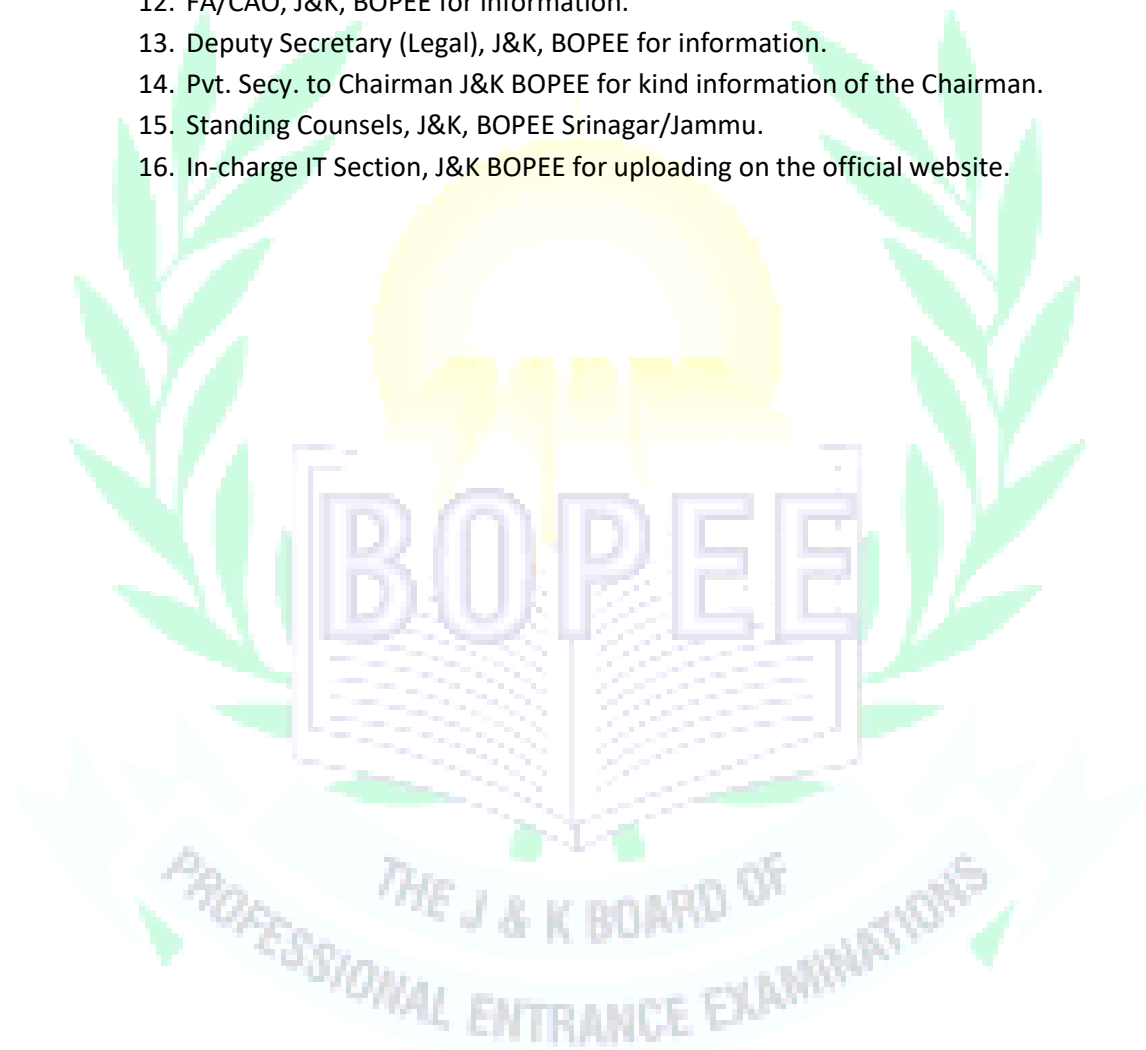 12. FA/CAO, J&K, BOPEE for information.
13. Deputy Secretary (Legal), J&K, BOPEE for information.
14. Pvt. Secy. to Chairman J&K BOPEE for kind information of the Chairman.
15. Standing Counsels, J&K, BOPEE Srinagar/Jammu.
16. In-charge IT Section, J&K BOPEE for uploading on the official website.
BOPEE
THE J & K BOARD OF
PROFESSIONAL ENTRANCE EXAMINATIONS